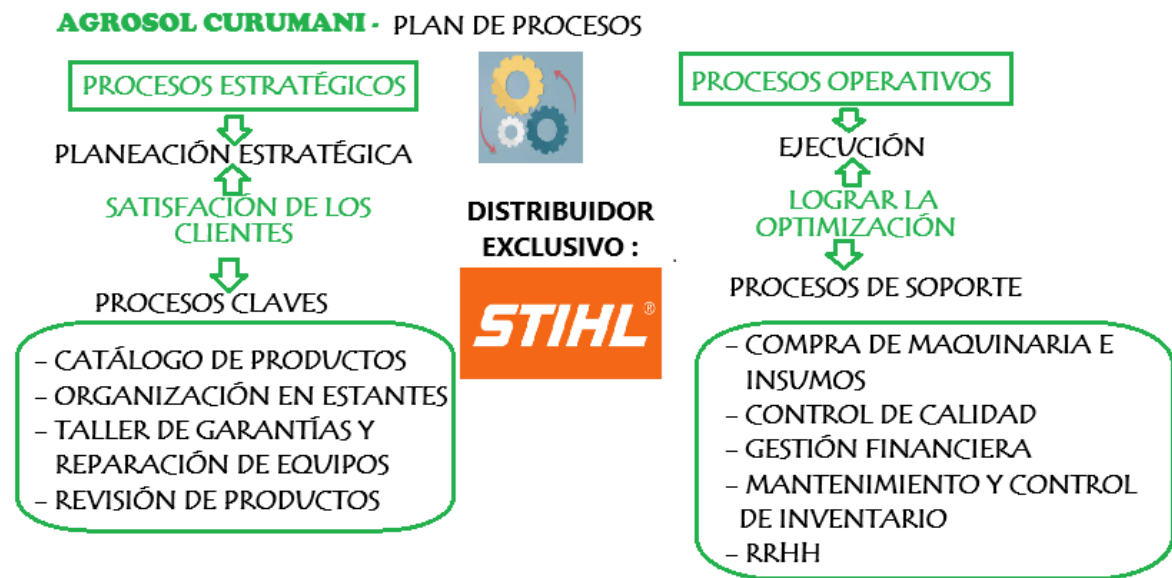 AGROSOL CURUMANI - PLAN DE PROCESOS
PROCESOS ESTRATÉGICOS
PLANEACIÓN ESTRATÉGICA
SATISFACIÓN DE LOS
CLIENTES
PROCESOS CLAVES
– CATÁLOGO DE PRODUCTOS
– ORGANIZACIÓN EN ESTANTES
– TALLER DE GARANTÍAS Y
REPARACIÓN DE EQUIPOS
– REVISIÓN DE PRODUCTOS
DISTRIBUIDOR
EXCLUSIVO :
STIHL®
PROCESOS OPERATIVOS
EJECUCIÓN
LOGRAR LA
OPTIMIZACIÓN
PROCESOS DE SOPORTE
– COMPRA DE MAQUINARIA E
INSUMOS
– CONTROL DE CALIDAD
– GESTIÓN FINANCIERA
– MANTENIMIENTO Y CONTROL
DE INVENTARIO
– RRHH